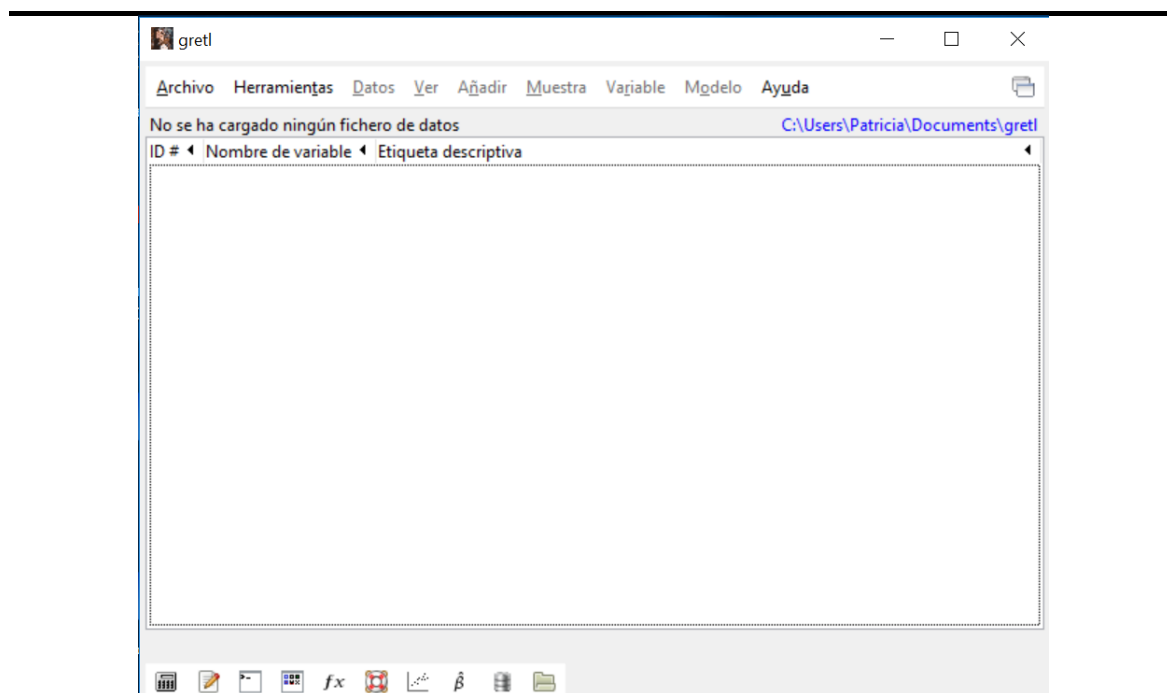 gretl
Archivo Herramientas Datos Ver Añadir Muestra Variable Modelo Ayuda
No se ha cargado ningún fichero de datos C:\Users\Patricia\Documents\gretl
ID # Nombre de variable Etiqueta descriptiva
fx β̂